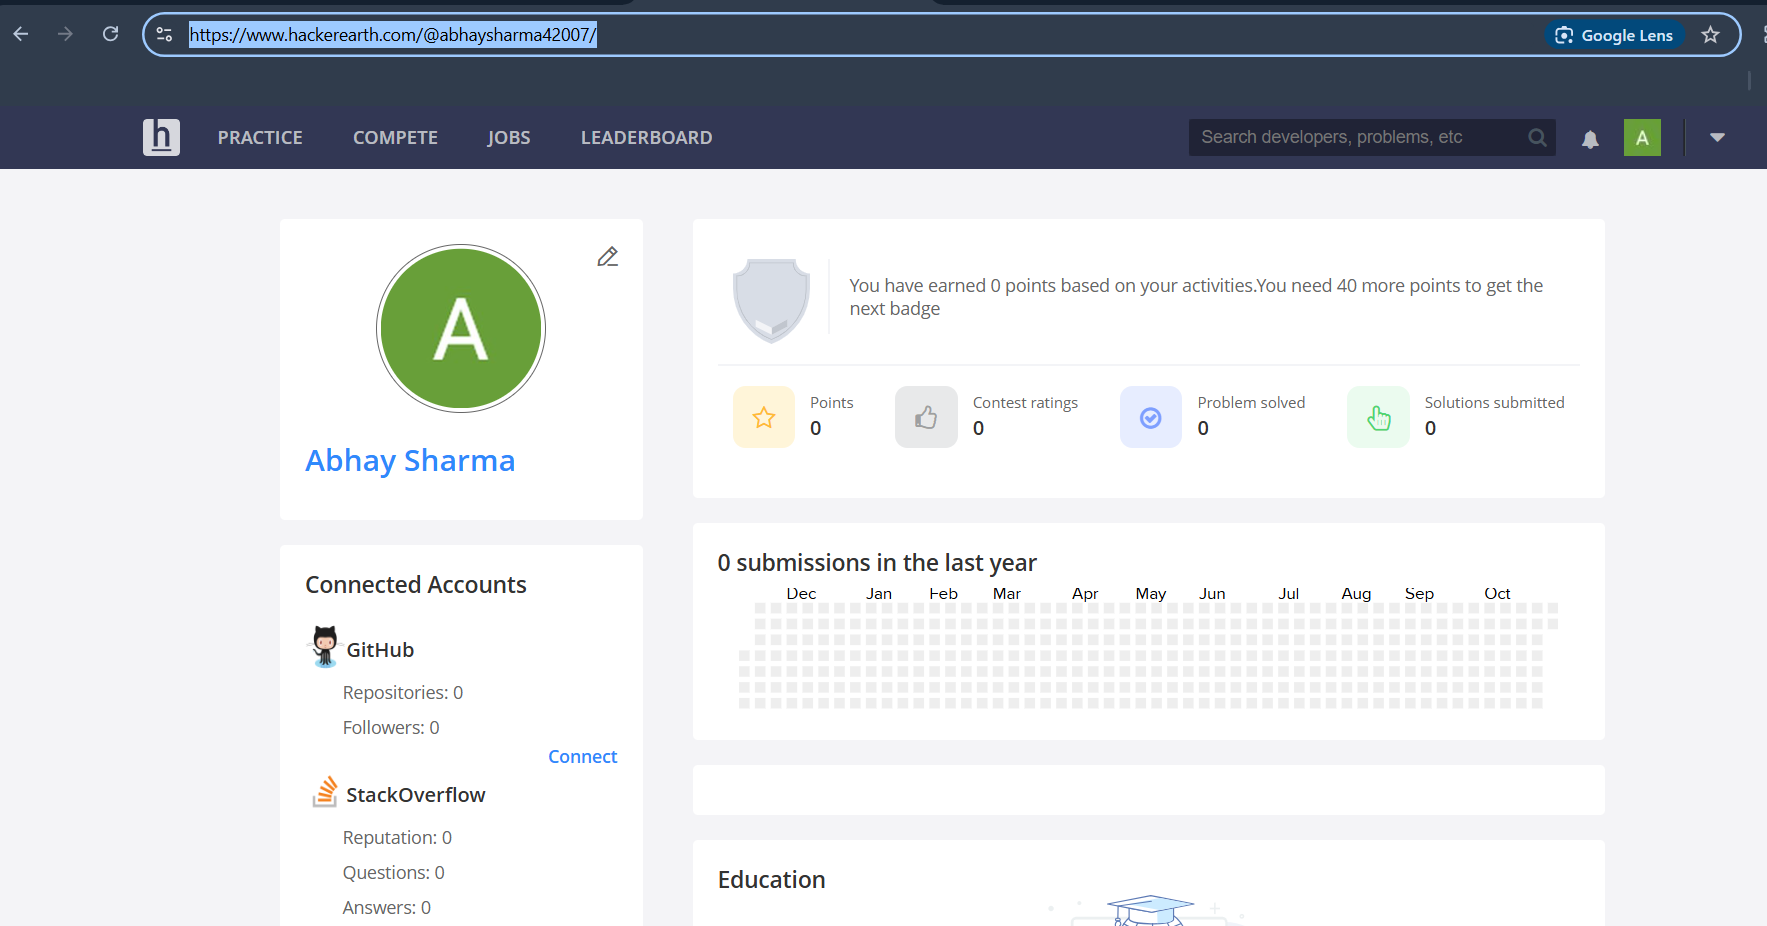 https://www.hackerearth.com/@abhaysharma42007/
Google Lens
h
PRACTICE COMPETE JOBS LEADERBOARD
Search developers, problems, etc
A
A
Abhay Sharma
You have earned 0 points based on your activities.You need 40 more points to get the
next badge
Points
0
Contest ratings
0
Problem solved
0
Solutions submitted
0
Connected Accounts
GitHub
Repositories: 0
Followers: 0
Connect
StackOverflow
Reputation: 0
Questions: 0
Answers: 0
0 submissions in the last year
Dec Jan Feb Mar Apr May Jun Jul Aug Sep Oct
Education